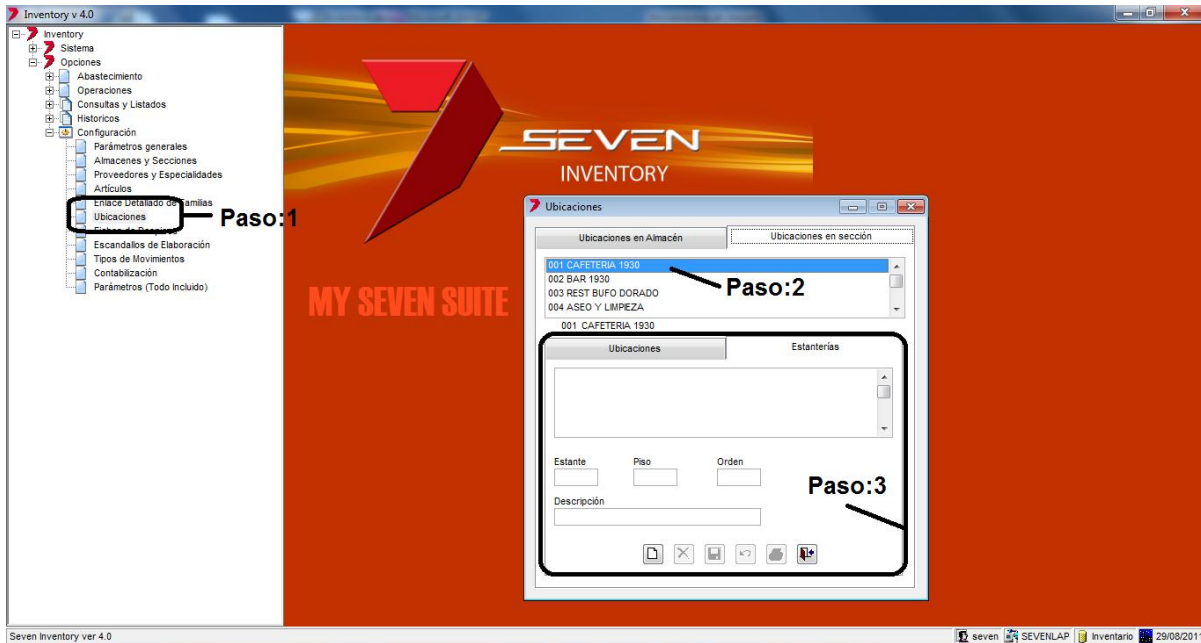 Inventory v 4.0
Inventory
Sistema
Opciones
Abastecimiento
Operaciones
Consultas y Listados
Historicos
Configuración
Parámetros generales
Almacenes y Secciones
Proveedores y Especialidades
Artículos
Enlace Detallado de Familias
Ubicaciones
Paso:1
Escandallos de Elaboración
Tipos de Movimientos
Contabilización
Parámetros (Todo Incluido)
SEVEN
INVENTORY
MY SEVEN SUITE
Ubicaciones
Ubicaciones en Almacén
Ubicaciones en sección
001 CAFETERIA 1930
002 BAR 1930
003 REST BUFO DORADO
004 ASEO Y LIMPIEZA
Paso:2
001 CAFETERIA 1930
Ubicaciones
Estanterías
Estante
Piso
Orden
Paso:3
Descripción
Seven Inventory ver 4.0
seven
SEVENLAP
Inventario